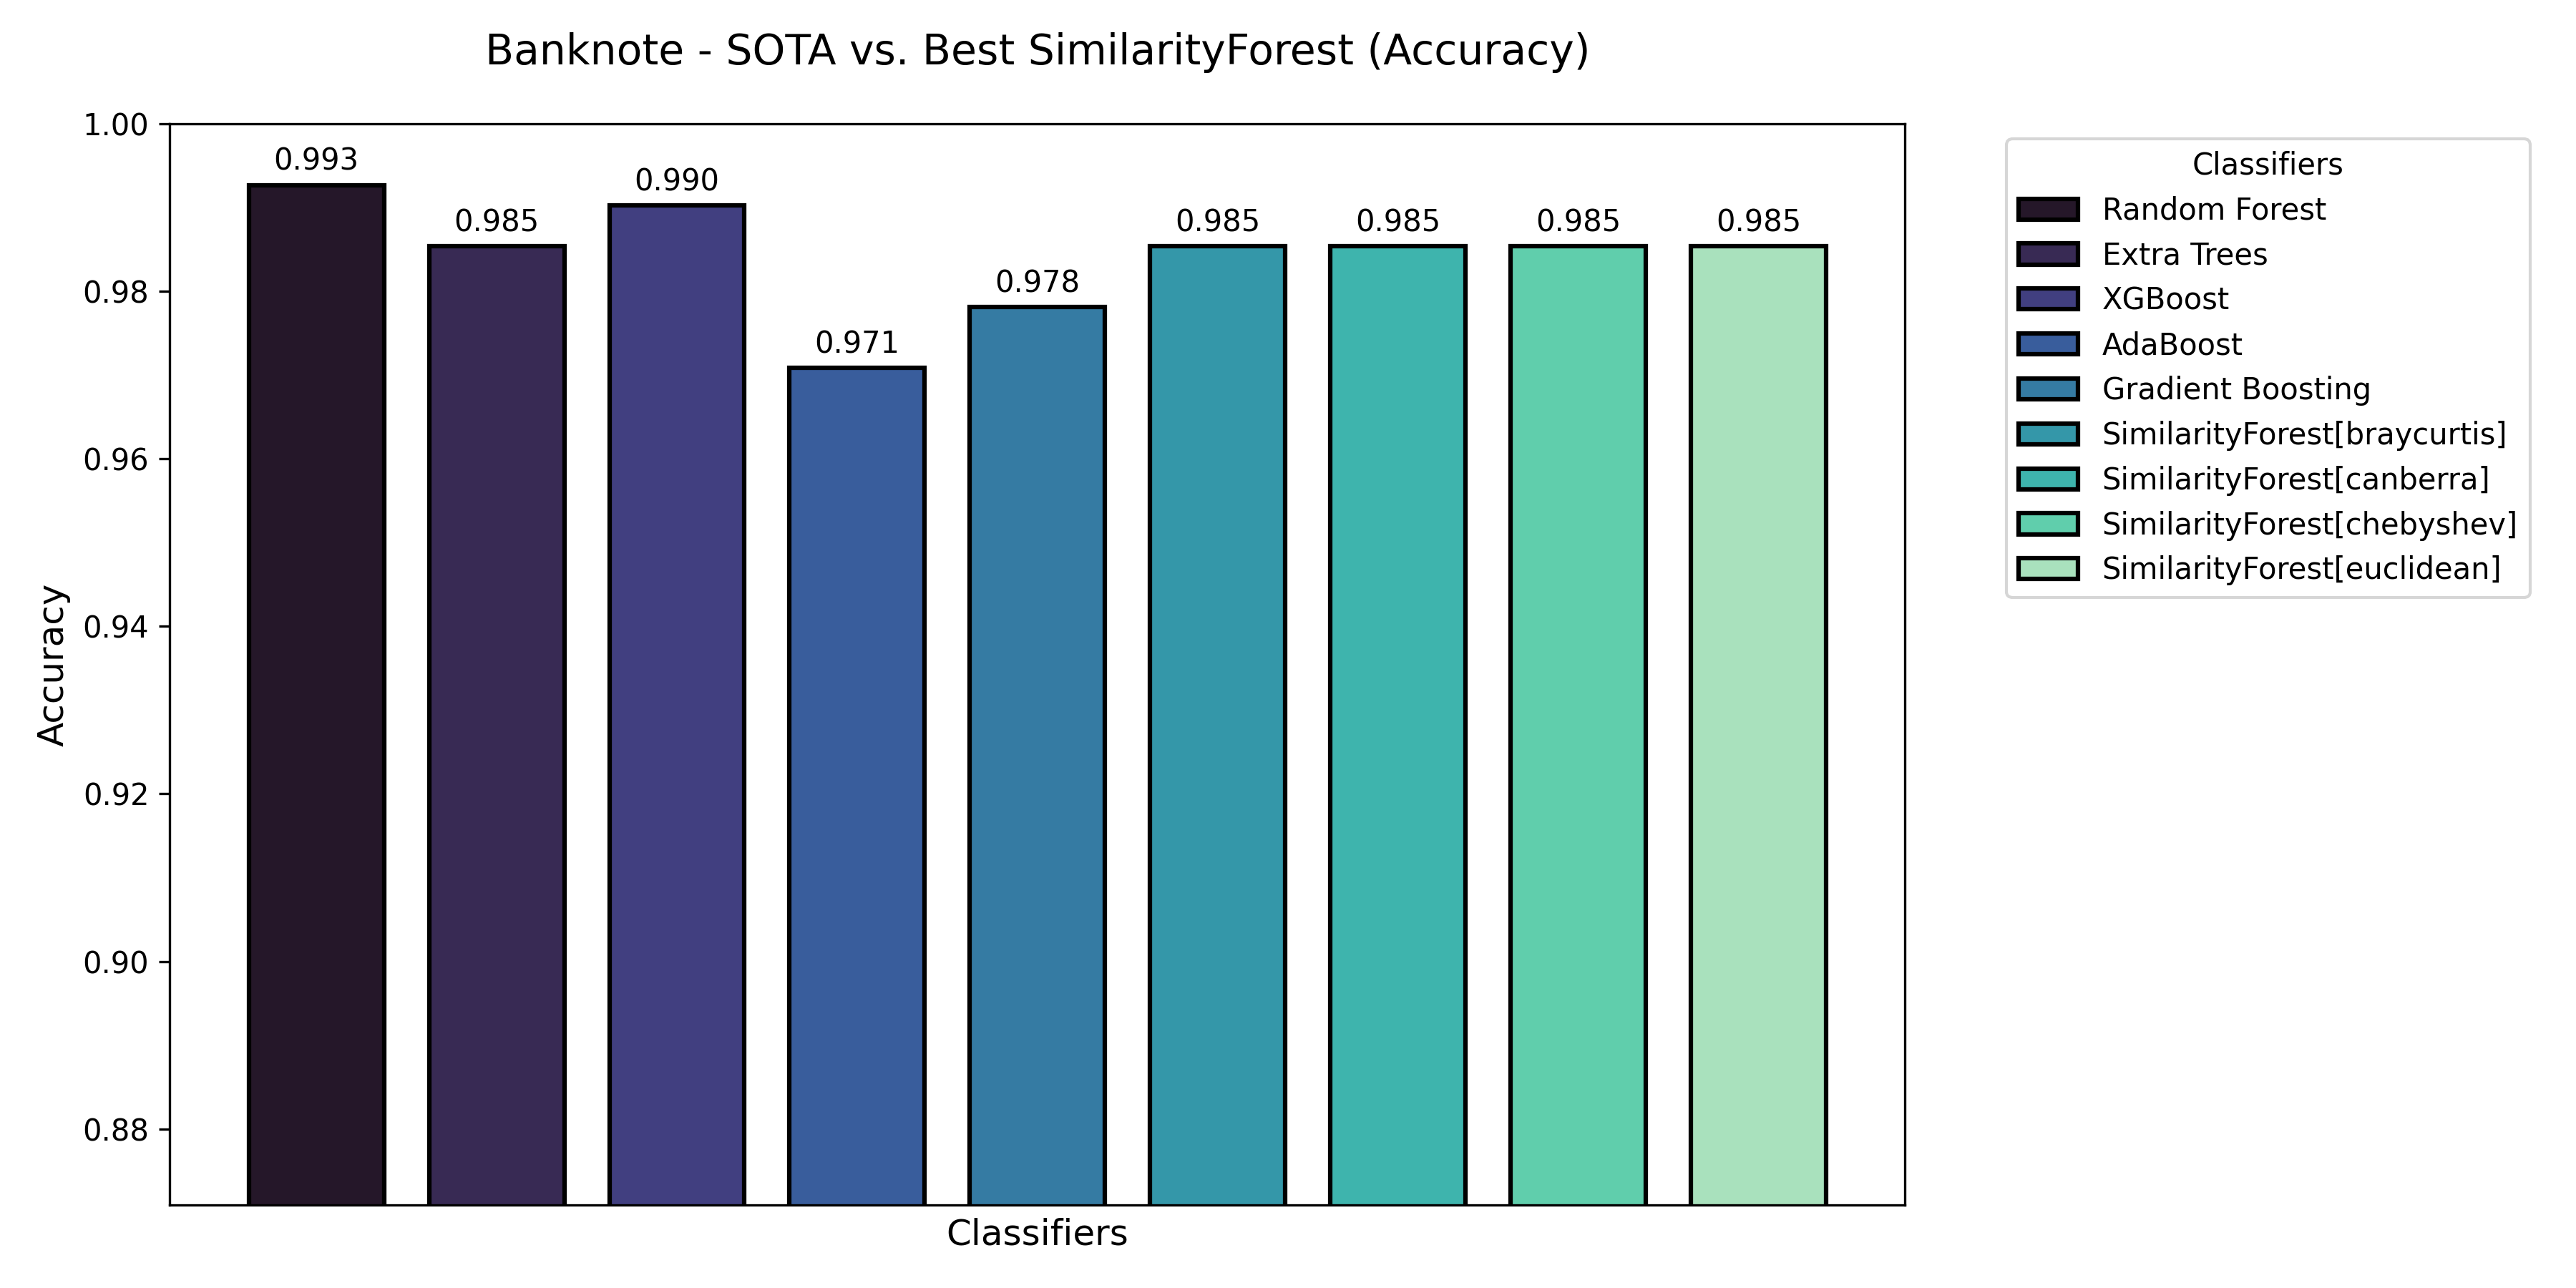 Banknote - SOTA vs. Best SimilarityForest (Accuracy)
1.00
0.98
0.96
0.94
0.92
0.90
0.88
Accuracy
0.993
0.985
0.990
0.971
0.978
0.985
0.985
0.985
0.985
Classifiers
Classifiers
Random Forest
Extra Trees
XGBoost
AdaBoost
Gradient Boosting
SimilarityForest[braycurtis]
SimilarityForest[canberra]
SimilarityForest[chebyshev]
SimilarityForest[euclidean]